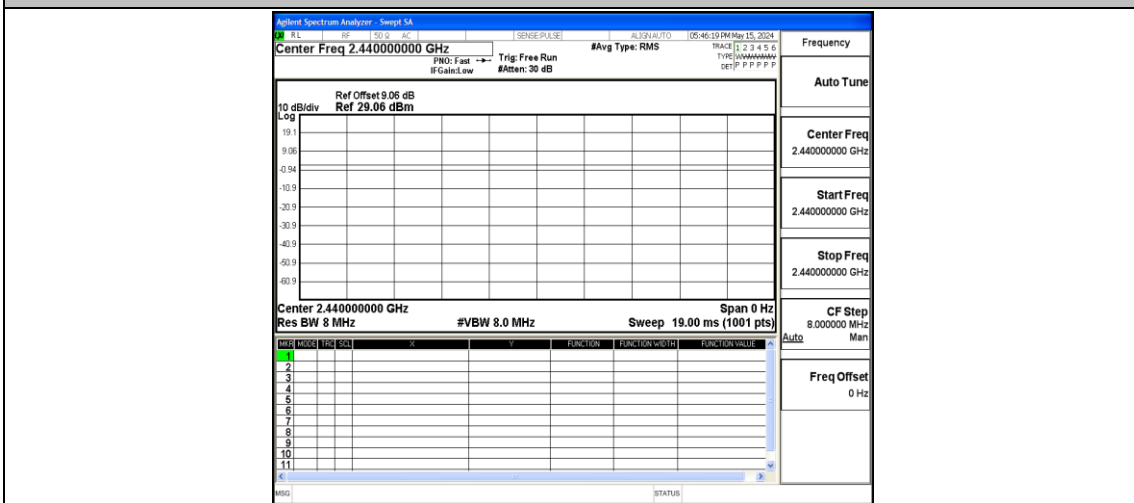 Agilent Spectrum Analyzer - Swept SA
RL RF 50 Ω AC SENSE:PULSE ALIGN AUTO 05:46:19 PM May 15, 2024
Center Freq 2.440000000 GHz
PNO: Fast
IFGain:Low
Trig: Free Run
#Atten: 30 dB
#Avg Type: RMS
TRACE 1 2 3 4 5 6
TYPE
DET P P P P P P
Frequency
Auto Tune
Ref Offset 9.06 dB
10 dB/div Ref 29.06 dBm
Log
19.1
9.06
-0.94
-10.9
-20.9
-30.9
-40.9
-50.9
-60.9
Center Freq
2.440000000 GHz
Start Freq
2.440000000 GHz
Stop Freq
2.440000000 GHz
Center 2.440000000 GHz Span 0 Hz
Res BW 8 MHz #VBW 8.0 MHz Sweep 19.00 ms (1001 pts)
CF Step
8.000000 MHz
Auto Man
MKR MODE TRC SCL X Y FUNCTION FUNCTION WIDTH FUNCTION VALUE
1
2
3
4
5
6
7
8
9
10
11
Freq Offset
0 Hz
MSG STATUS